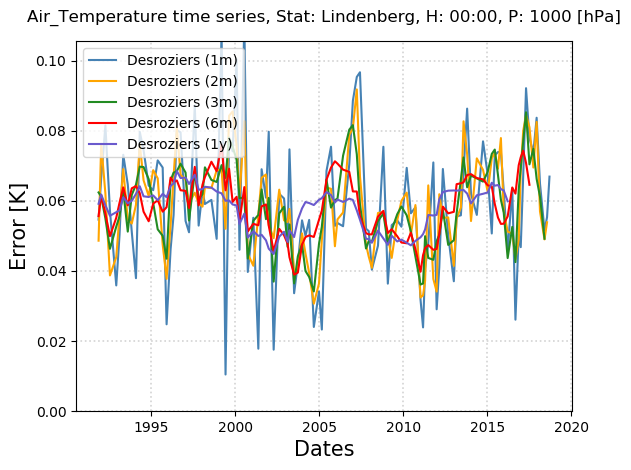 Air_Temperature time series, Stat: Lindenberg, H: 00:00, P: 1000 [hPa]
Desroziers (1m)
Desroziers (2m)
Desroziers (3m)
Desroziers (6m)
Desroziers (1y)
Error [K]
0.10
0.08
0.06
0.04
0.02
0.00
1995 2000 2005 2010 2015 2020
Dates